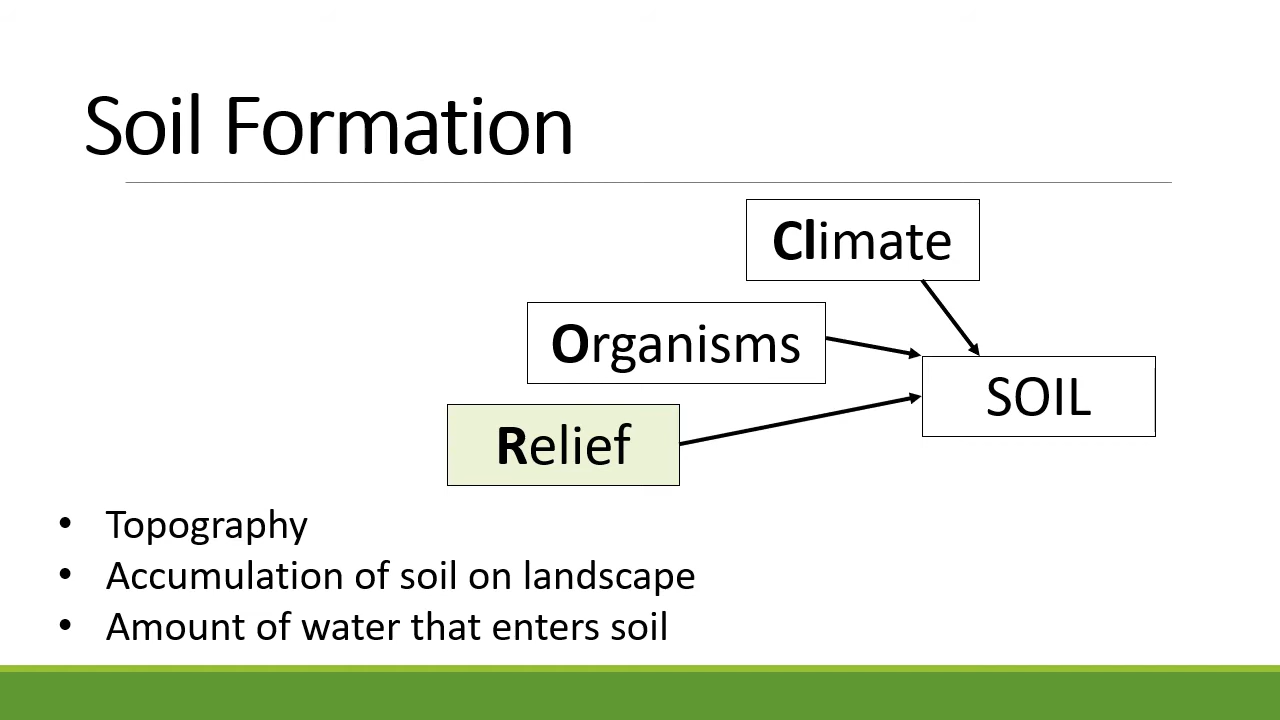 Soil Formation
Climate
Organisms
SOIL
Relief
• Topography
• Accumulation of soil on landscape
• Amount of water that enters soil